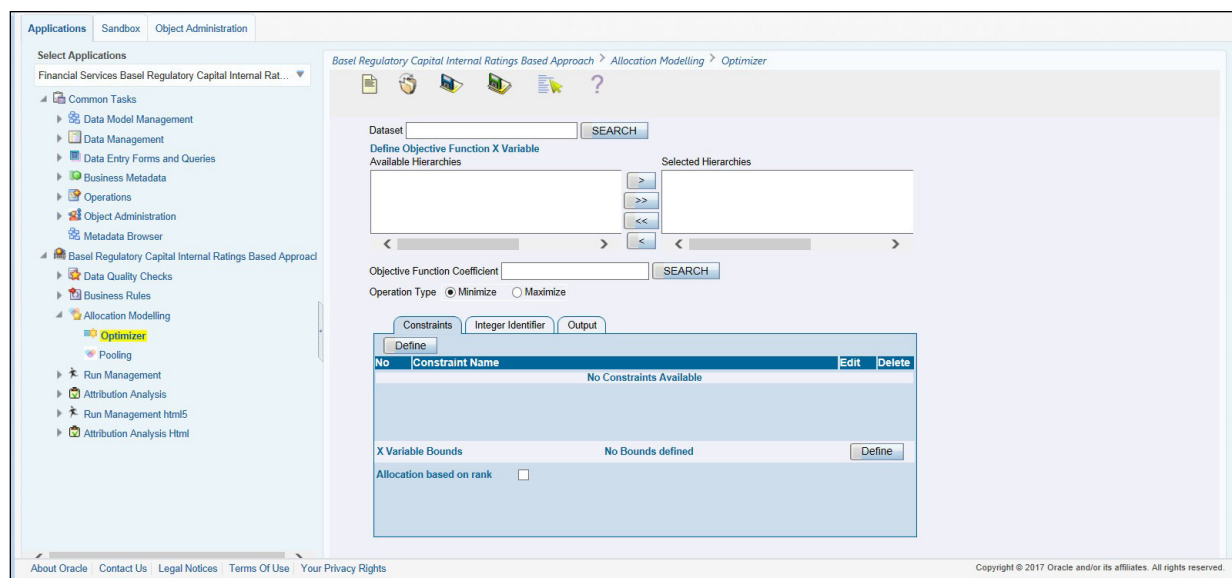 Applications
Sandbox
Object Administration
Select Applications
Financial Services Basel Regulatory Capital Internal Rat...
Common Tasks
Data Model Management
Data Management
Data Entry Forms and Queries
Business Metadata
Operations
Object Administration
Metadata Browser
Basel Regulatory Capital Internal Ratings Based Approacl
Data Quality Checks
Business Rules
Allocation Modelling
Optimizer
Pooling
Run Management
Attribution Analysis
Run Management html5
Attribution Analysis Html
Basel Regulatory Capital Internal Ratings Based Approach > Allocation Modelling > Optimizer
Dataset
SEARCH
Define Objective Function X Variable
Available Hierarchies
Selected Hierarchies
>
>>
<<
<
Objective Function Coefficient
SEARCH
Operation Type Minimize Maximize
Constraints
Integer Identifier
Output
Define
No Constraint Name Edit Delete
No Constraints Available
X Variable Bounds No Bounds defined Define
Allocation based on rank
About Oracle Contact Us Legal Notices Terms Of Use Your Privacy Rights
Copyright © 2017 Oracle and/or its affiliates. All rights reserved.